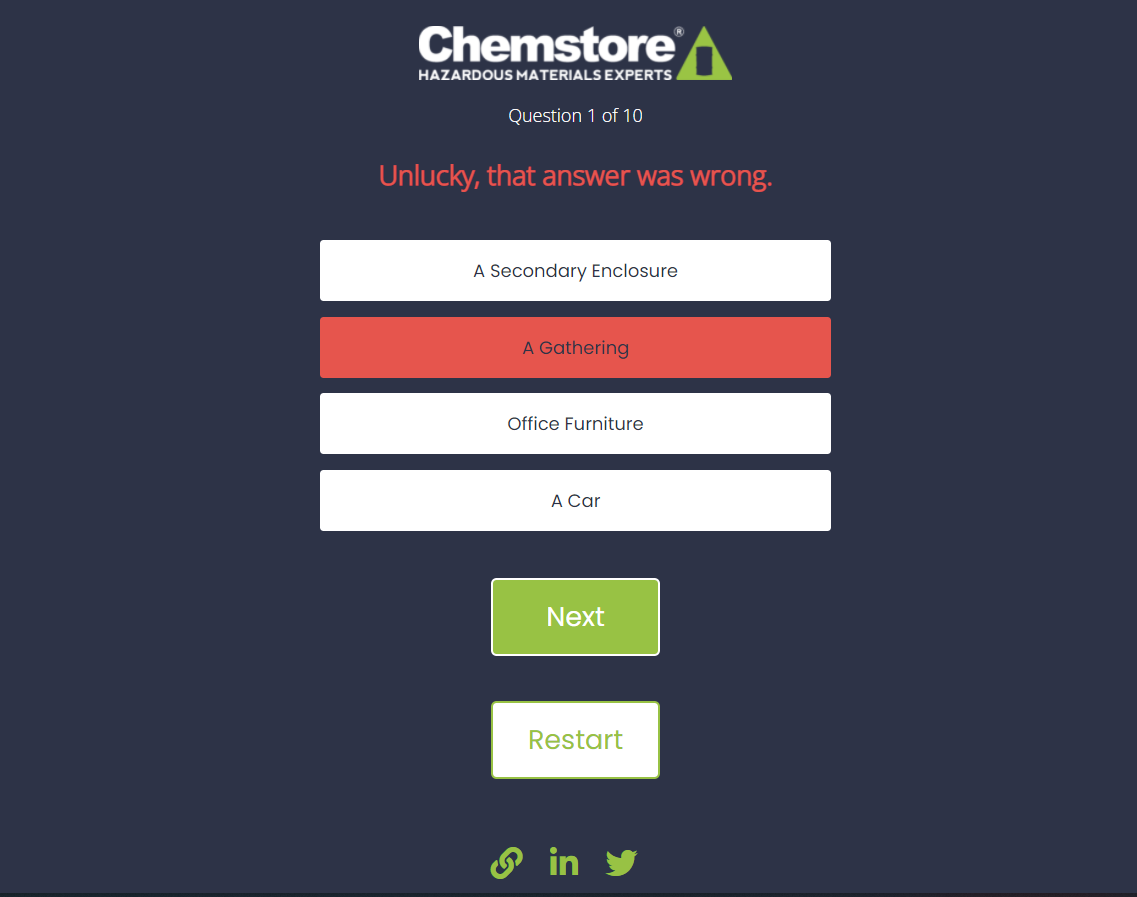 Chemstore®
HAZARDOUS MATERIALS EXPERTS
Question 1 of 10
Unlucky, that answer was wrong.
A Secondary Enclosure
A Gathering
Office Furniture
A Car
Next
Restart
in